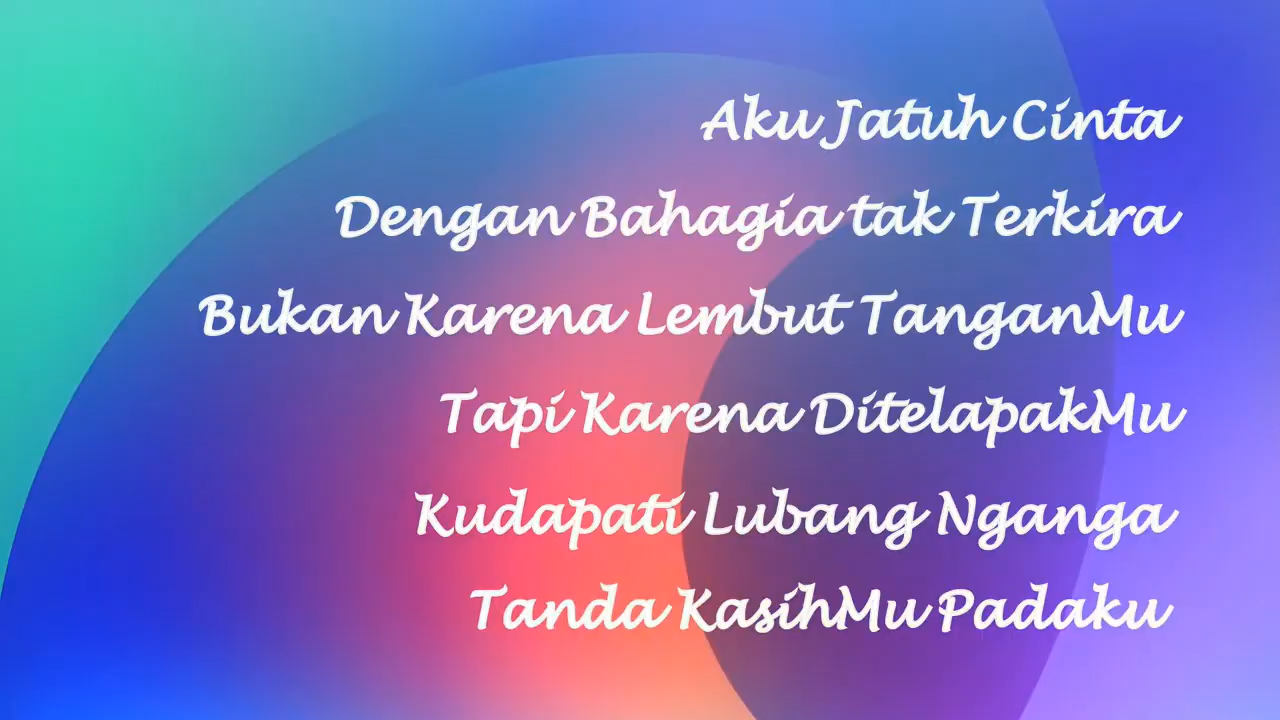 Aku Jatuh Cinta
Dengan Bahagia tak Terkira
Bukan Karena Lembut TanganMu
Tapi Karena DitelapakMu
Kudapati Lubang Nganga
Tanda KasihMu Padaku